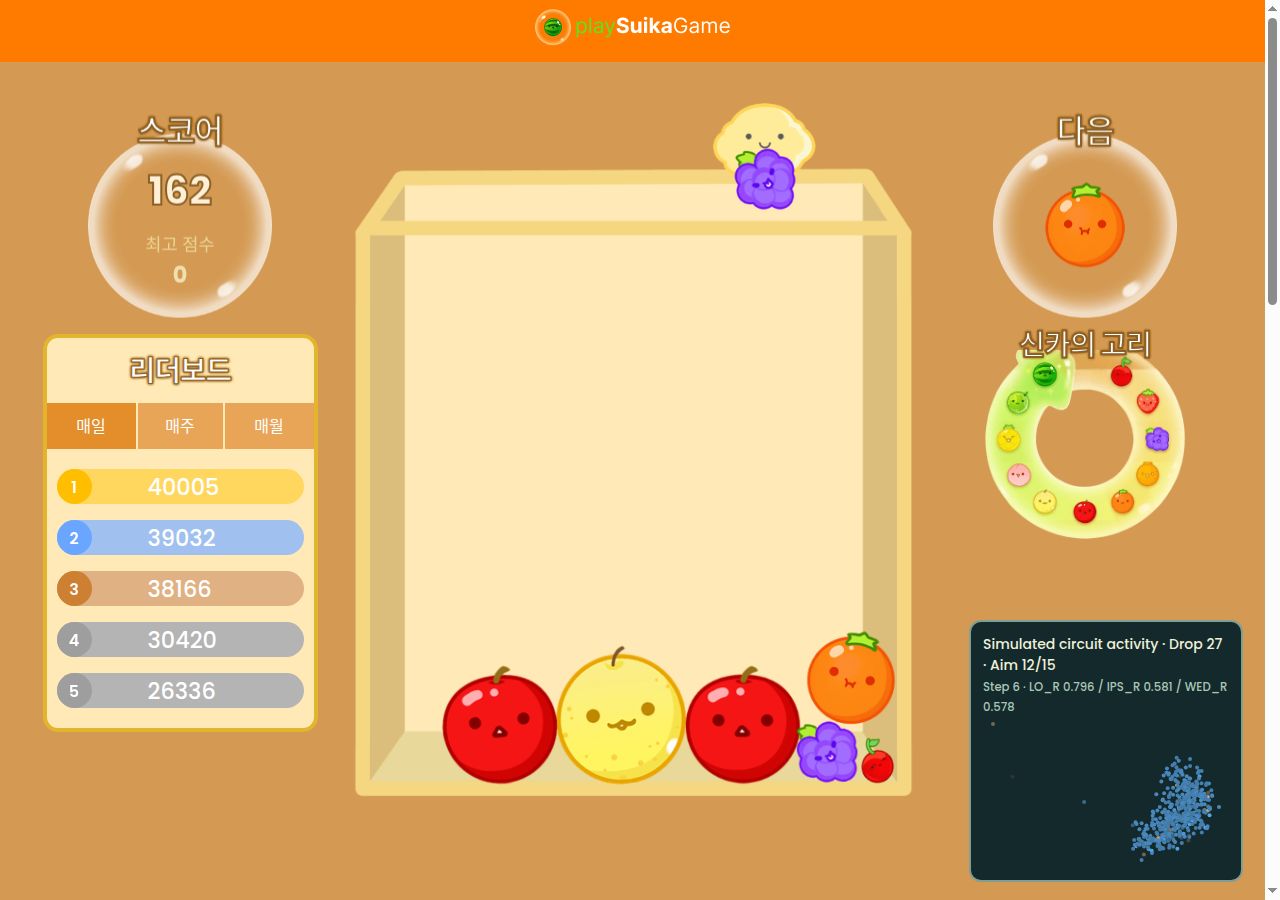 playSuikaGame
스코어
162
최고 점수
0
리더보드
매일 매주 매월
1 40005
2 39032
3 38166
4 30420
5 26336
다음
신카의 고리
Simulated circuit activity · Drop 27
· Aim 12/15
Step 6 · LO_R 0.796 / IPS_R 0.581 / WED_R
0.578